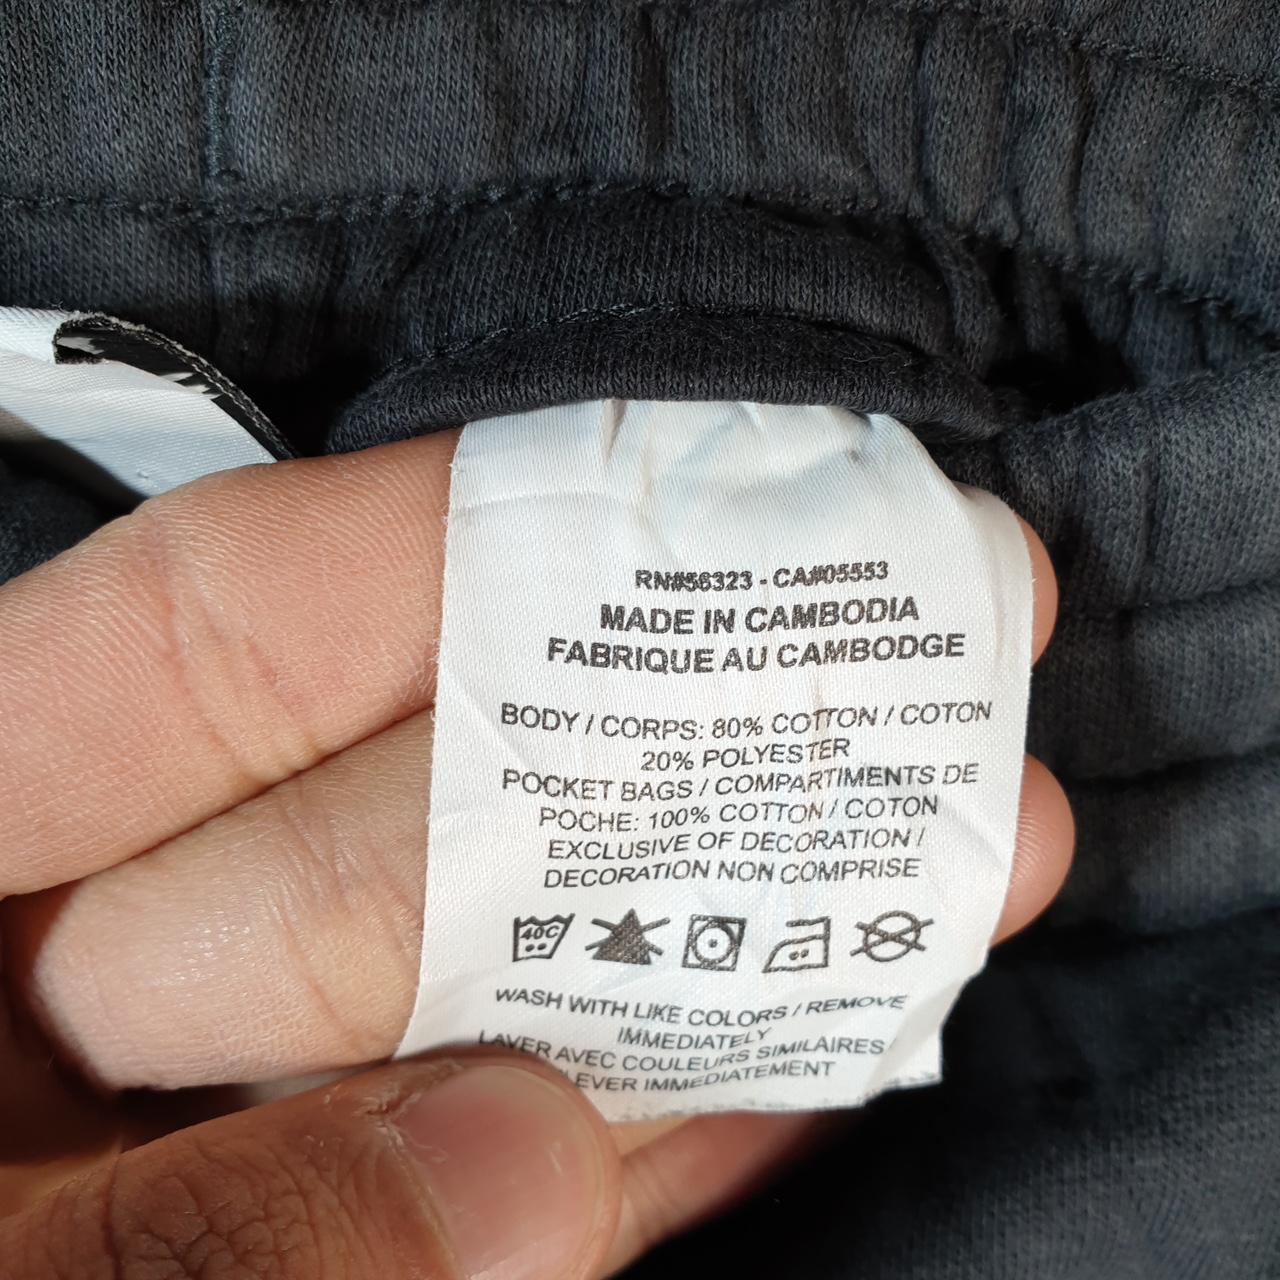 RN#56323 - CA#05553
MADE IN CAMBODIA
FABRIQUE AU CAMBODGE
BODY / CORPS: 80% COTTON / COTON
20% POLYESTER
POCKET BAGS / COMPARTIMENTS DE
POCHE: 100% COTTON / COTON
EXCLUSIVE OF DECORATION /
DECORATION NON COMPRISE
40C
WASH WITH LIKE COLORS / REMOVE
IMMEDIATELY
LAVER AVEC COULEURS SIMILAIRES
LEVER IMMEDIATEMENT